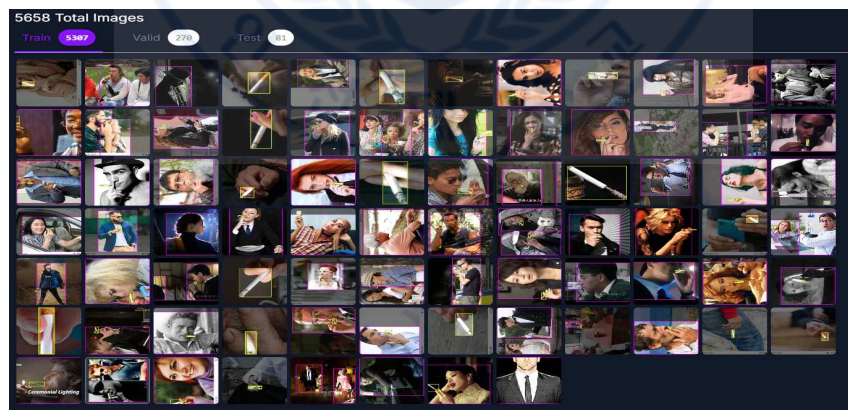 5658 Total Images
Train 5307 Valid 270 Test 81
Ceremonial Lighting